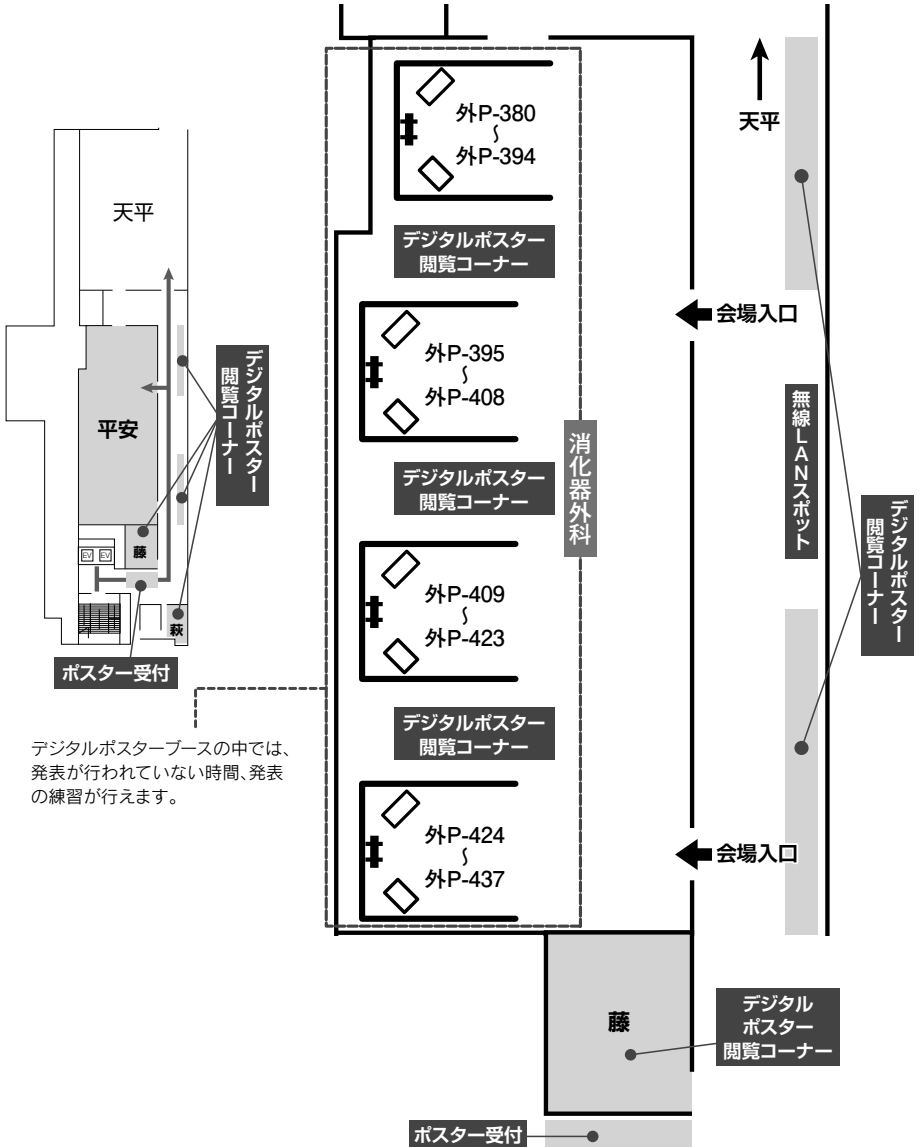 天平
平安
藤
EV
EV
萩
デジタルポスター
閲覧コーナー
ポスター受付
デジタルポスターブースの中では、
発表が行われていない時間、発表
の練習が行えます。
外P-380
〜
外P-394
デジタルポスター
閲覧コーナー
外P-395
〜
外P-408
デジタルポスター
閲覧コーナー
外P-409
〜
外P-423
デジタルポスター
閲覧コーナー
外P-424
〜
外P-437
消化器外科
天平
会場入口
無線LANスポット
デジタルポスター
閲覧コーナー
会場入口
藤
デジタル
ポスター
閲覧コーナー
ポスター受付